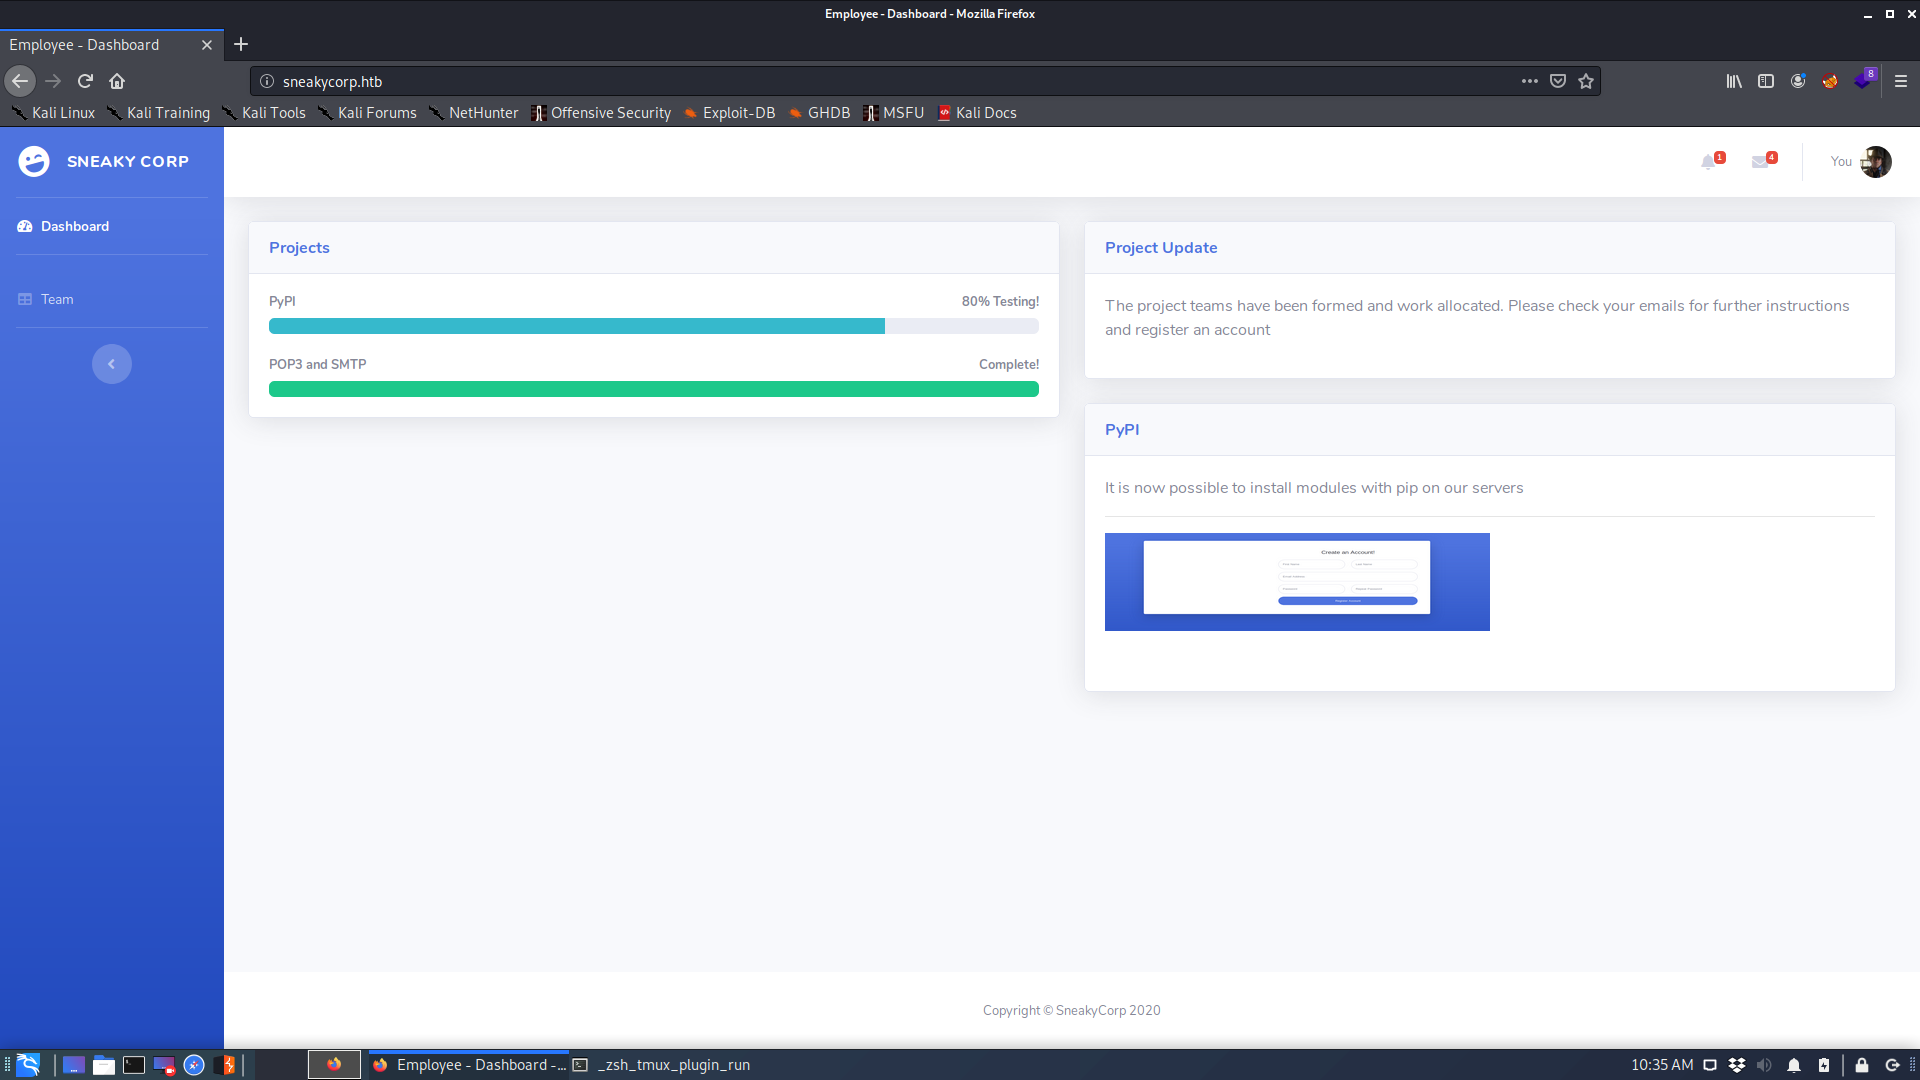 Employee - Dashboard - Mozilla Firefox
Employee - Dashboard
sneakycorp.htb
8
Kali Linux Kali Training Kali Tools Kali Forums NetHunter Offensive Security Exploit-DB GHDB MSFU Kali Docs
SNEAKY CORP
1 4 You
Dashboard
Team
Projects
PyPI 80% Testing!
POP3 and SMTP Complete!
Project Update
The project teams have been formed and work allocated. Please check your emails for further instructions
and register an account
PyPI
It is now possible to install modules with pip on our servers
Create an Account!
Copyright © SneakyCorp 2020
Employee - Dashboard -... _zsh_tmux_plugin_run 10:35 AM